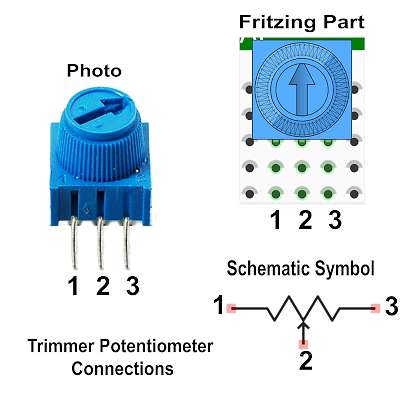 Fritzing Part
Photo
1 2 3
1 2 3
Schematic Symbol
1
3
2
Trimmer Potentiometer
Connections